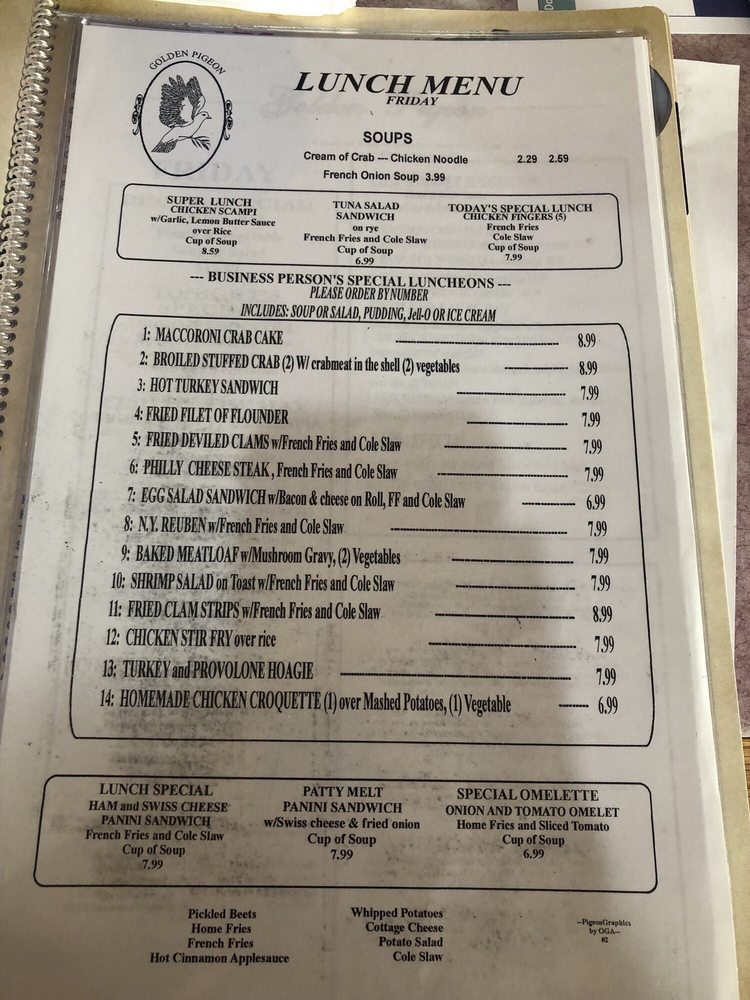 GOLDEN PIGEON
LUNCH MENU
FRIDAY
SOUPS
Cream of Crab --- Chicken Noodle 2.29 2.59
French Onion Soup 3.99
SUPER LUNCH
CHICKEN SCAMPI
w/Garlic, Lemon Butter Sauce
over Rice
Cup of Soup
8.59
TUNA SALAD
SANDWICH
on rye
French Fries and Cole Slaw
Cup of Soup
6.99
TODAY'S SPECIAL LUNCH
CHICKEN FINGERS (5)
French Fries
Cole Slaw
Cup of Soup
7.99
--- BUSINESS PERSON'S SPECIAL LUNCHEONS ---
PLEASE ORDER BY NUMBER
INCLUDES: SOUP OR SALAD, PUDDING, Jell-O OR ICE CREAM
1: MACCORONI CRAB CAKE 8.99
2: BROILED STUFFED CRAB (2) W/ crabmeat in the shell (2) vegetables 8.99
3: HOT TURKEY SANDWICH 7.99
4: FRIED FILET OF FLOUNDER 7.99
5: FRIED DEVILED CLAMS w/French Fries and Cole Slaw 7.99
6: PHILLY CHEESE STEAK , French Fries and Cole Slaw 7.99
7: EGG SALAD SANDWICH w/Bacon & cheese on Roll, FF and Cole Slaw 6.99
8: N.Y. REUBEN w/French Fries and Cole Slaw 7.99
9: BAKED MEATLOAF w/Mushroom Gravy, (2) Vegetables 7.99
10: SHRIMP SALAD on Toast w/French Fries and Cole Slaw 7.99
11: FRIED CLAM STRIPS w/French Fries and Cole Slaw 8.99
12: CHICKEN STIR FRY over rice 7.99
13: TURKEY and PROVOLONE HOAGIE 7.99
14: HOMEMADE CHICKEN CROQUETTE (1) over Mashed Potatoes, (1) Vegetable 6.99
LUNCH SPECIAL
HAM and SWISS CHEESE
PANINI SANDWICH
French Fries and Cole Slaw
Cup of Soup
7.99
PATTY MELT
PANINI SANDWICH
w/Swiss cheese & fried onion
Cup of Soup
7.99
SPECIAL OMELETTE
ONION AND TOMATO OMELET
Home Fries and Sliced Tomato
Cup of Soup
6.99
Pickled Beets
Home Fries
French Fries
Hot Cinnamon Applesauce
Whipped Potatoes
Cottage Cheese
Potato Salad
Cole Slaw
--PigeonGraphics
by OGA--
#2